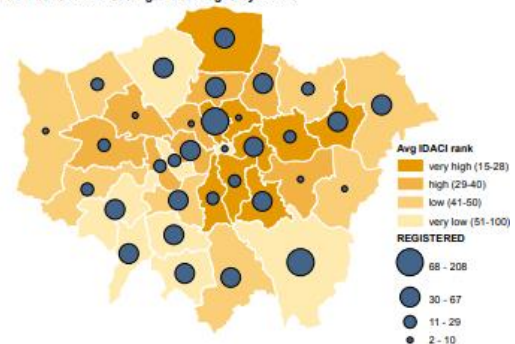 Avg IDACI rank
very high (15-28)
high (29-40)
low (41-50)
very low (51-100)
REGISTERED
68 - 208
30 - 67
11 - 29
2 - 10